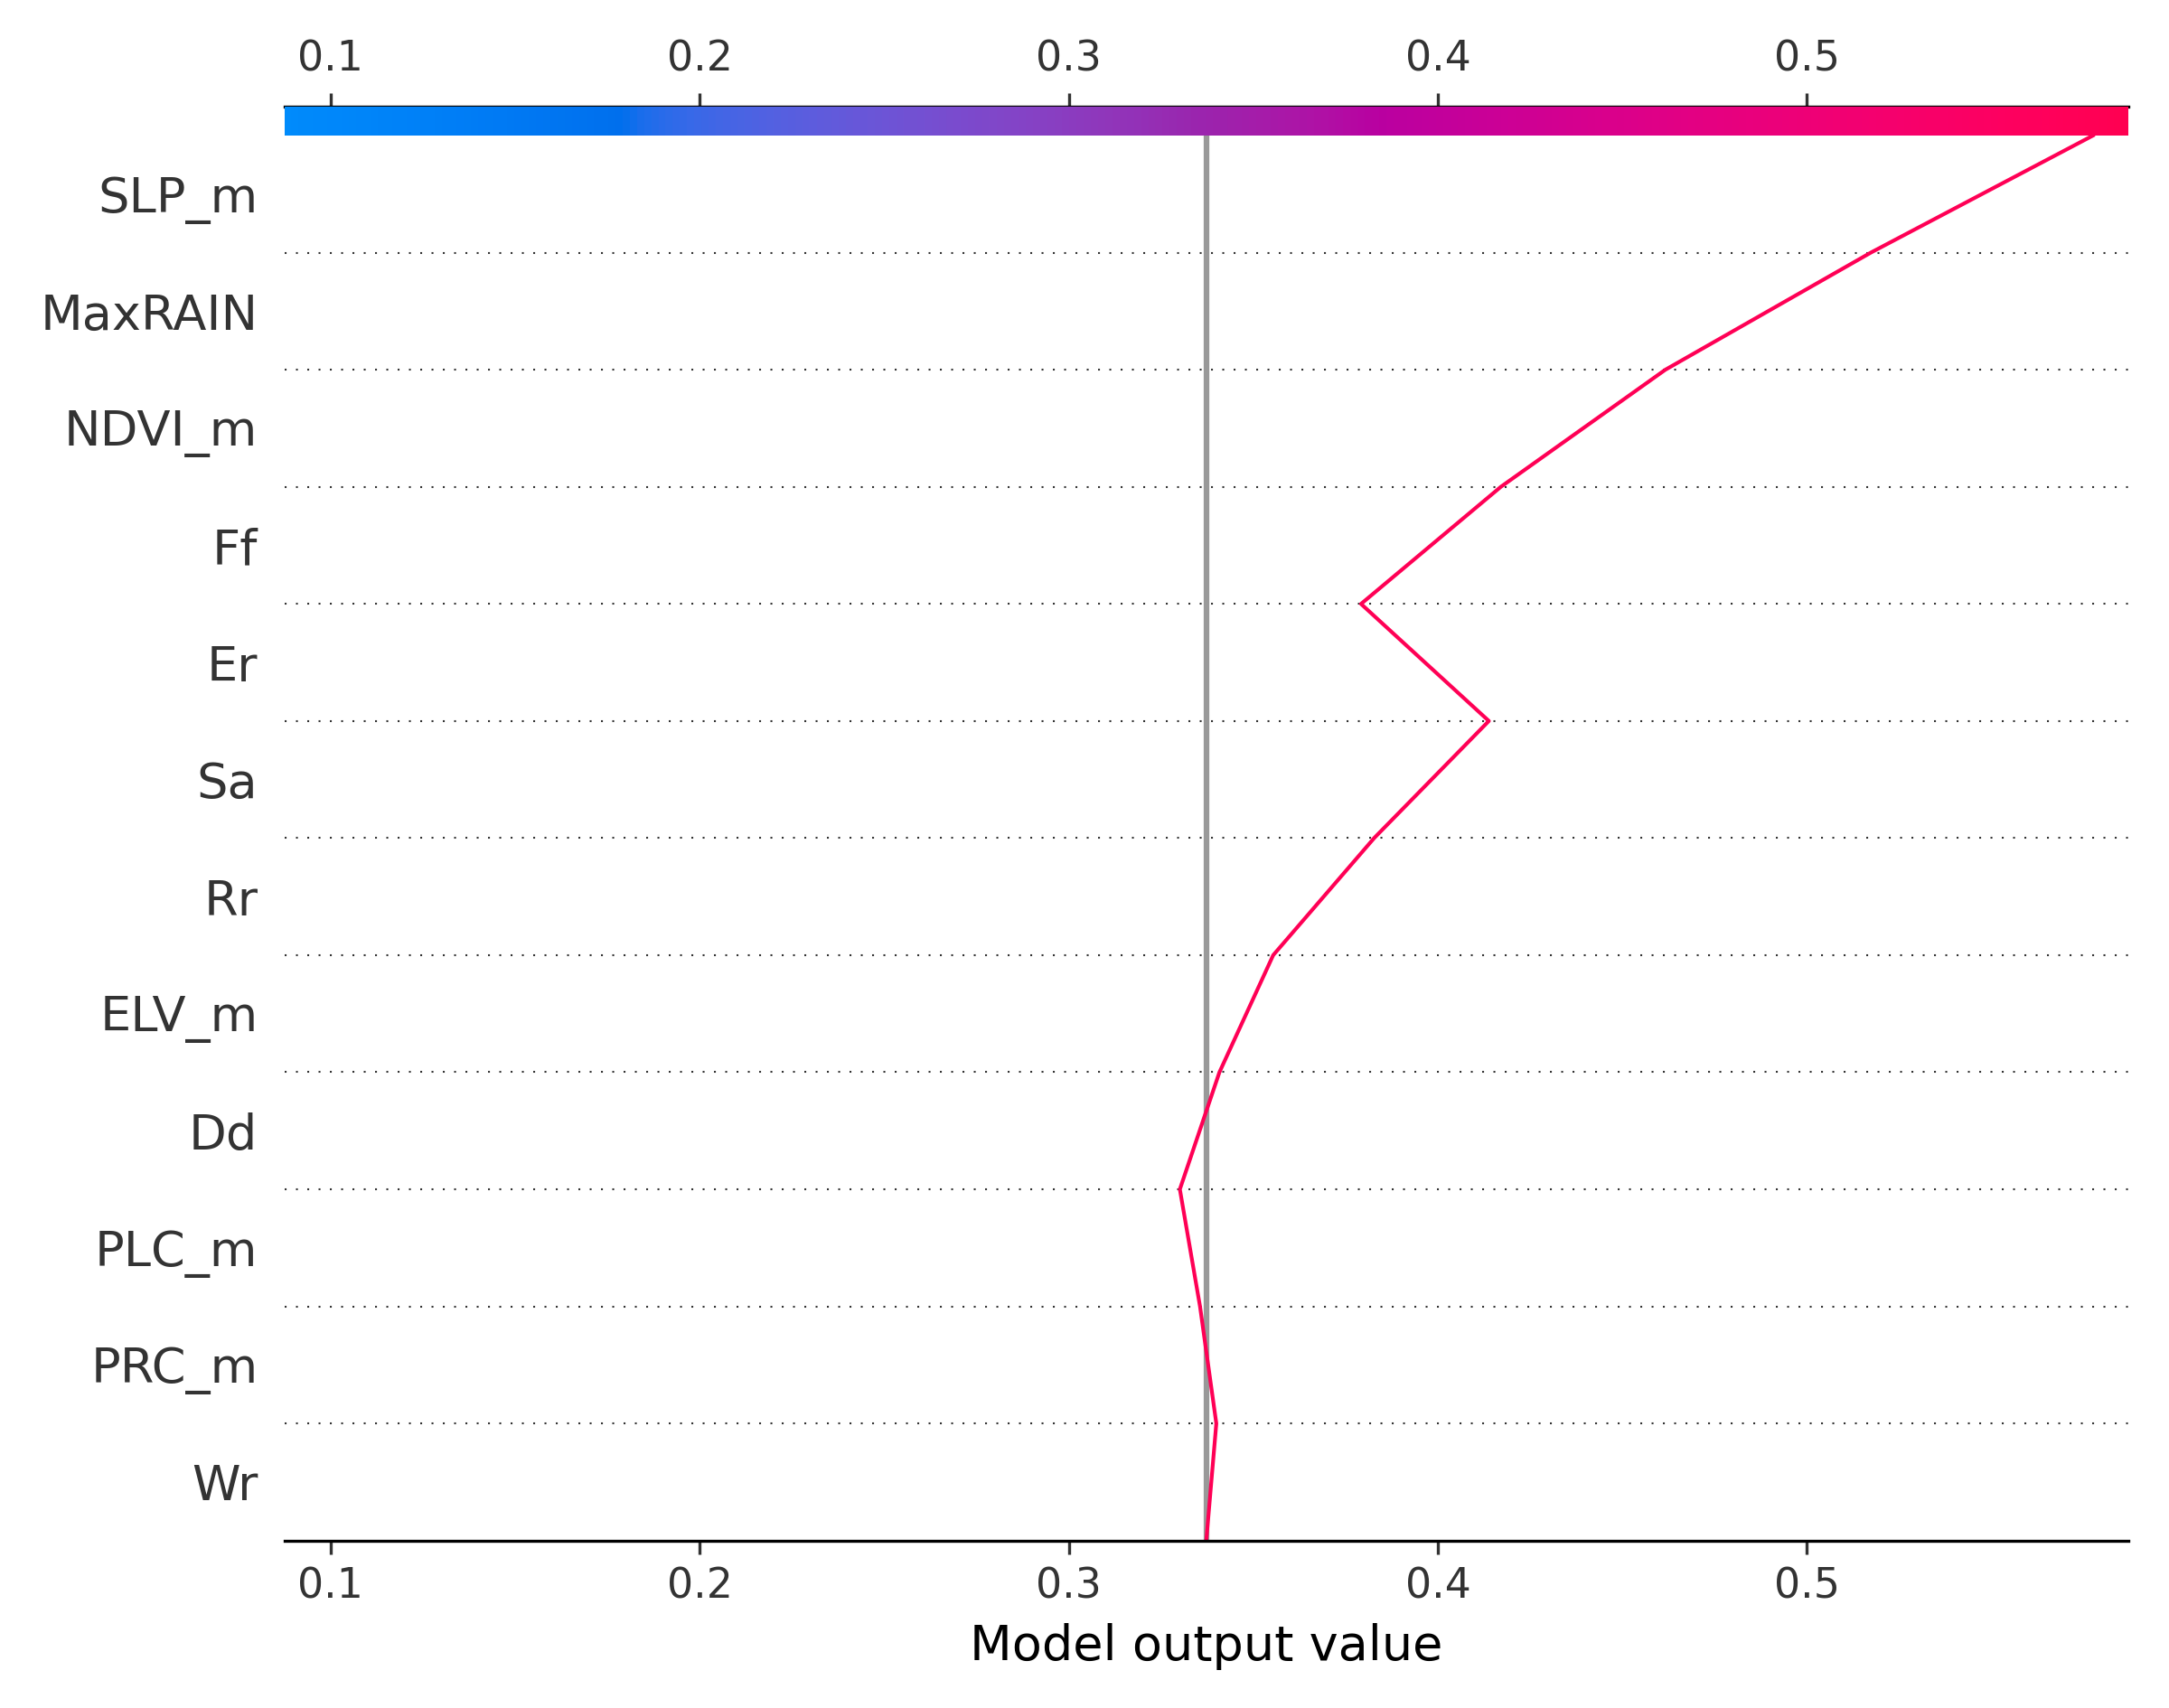 0.1 0.2 0.3 0.4 0.5
SLP_m
MaxRAIN
NDVI_m
Ff
Er
Sa
Rr
ELV_m
Dd
PLC_m
PRC_m
Wr
0.1 0.2 0.3 0.4 0.5
Model output value